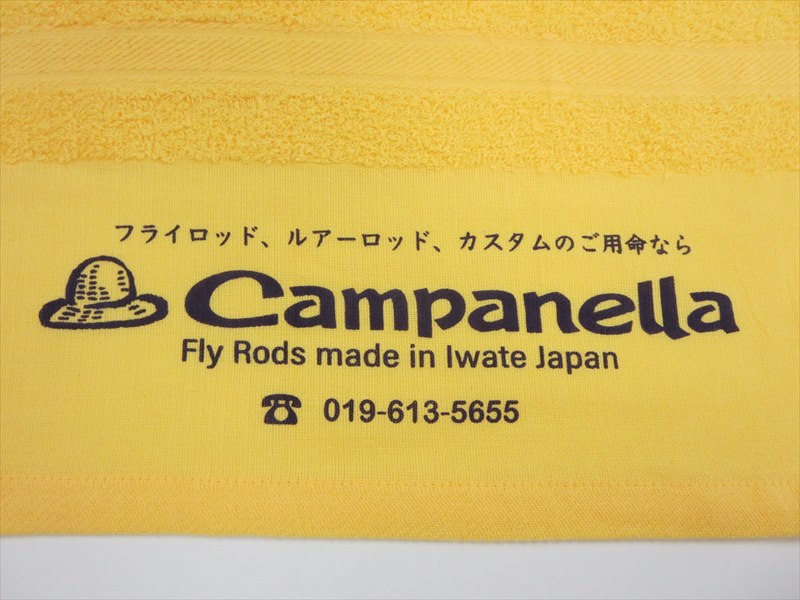 フライロッド、ルアーロッド、カスタムのご用命なら
Campanella
Fly Rods made in Iwate Japan
☎ 019-613-5655